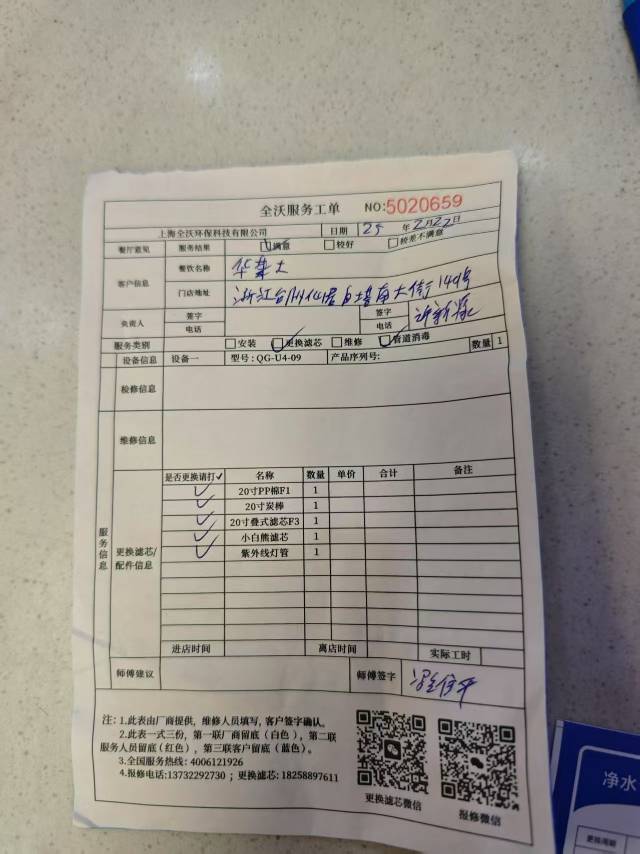 全沃服务工单 NO:5020659
上海全沃环保科技有限公司 日期 25 年 2月22日
餐厅意见 服务结果 满意 较好 较差不满意
客户信息 餐饮名称 华莱士
门店地址 浙江台州仙居 南大街149号
负责人 签字 签字
电话 电话
服务类别 安装 更换滤芯 维修 管道消毒 数量 1
设备信息 设备一 型号：QG-U4-09 产品序列号:
检修信息
维修信息
服务信息
更换滤芯/配件信息
是否更换请打✓ 名称 数量 单价 合计 备注
✓ 20寸PP棉F1 1
✓ 20寸炭棒 1
✓ 20寸叠式滤芯F3 1
✓ 小白熊滤芯 1
✓ 紫外线灯管 1
进店时间 离店时间 实际工时
师傅建议 师傅签字
注：1.此表由厂商提供，维修人员填写，客户签字确认。
2.此表一式三份，第一联厂商留底（白色），第二联
服务人员留底（红色），第三联客户留底（蓝色）。
3.全国服务热线: 4006121926
4.报修电话:13732292730；更换滤芯: 18258897611
更换滤芯微信
报修微信
净水
更换周期